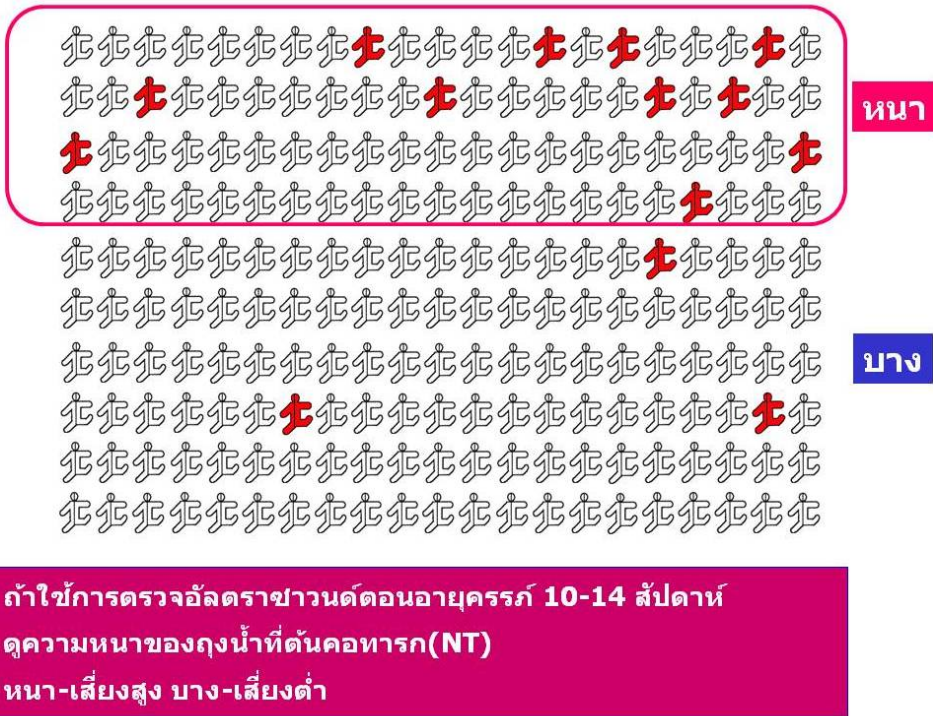 หนา
บาง
ถ้าใช้การตรวจอัลตราซาวนด์ตอนอายุครรภ์ 10-14 สัปดาห์
ดูความหนาของถุงน้ำที่ต้นคอทารก(NT)
หนา-เสี่ยงสูง บาง-เสี่ยงต่ำ